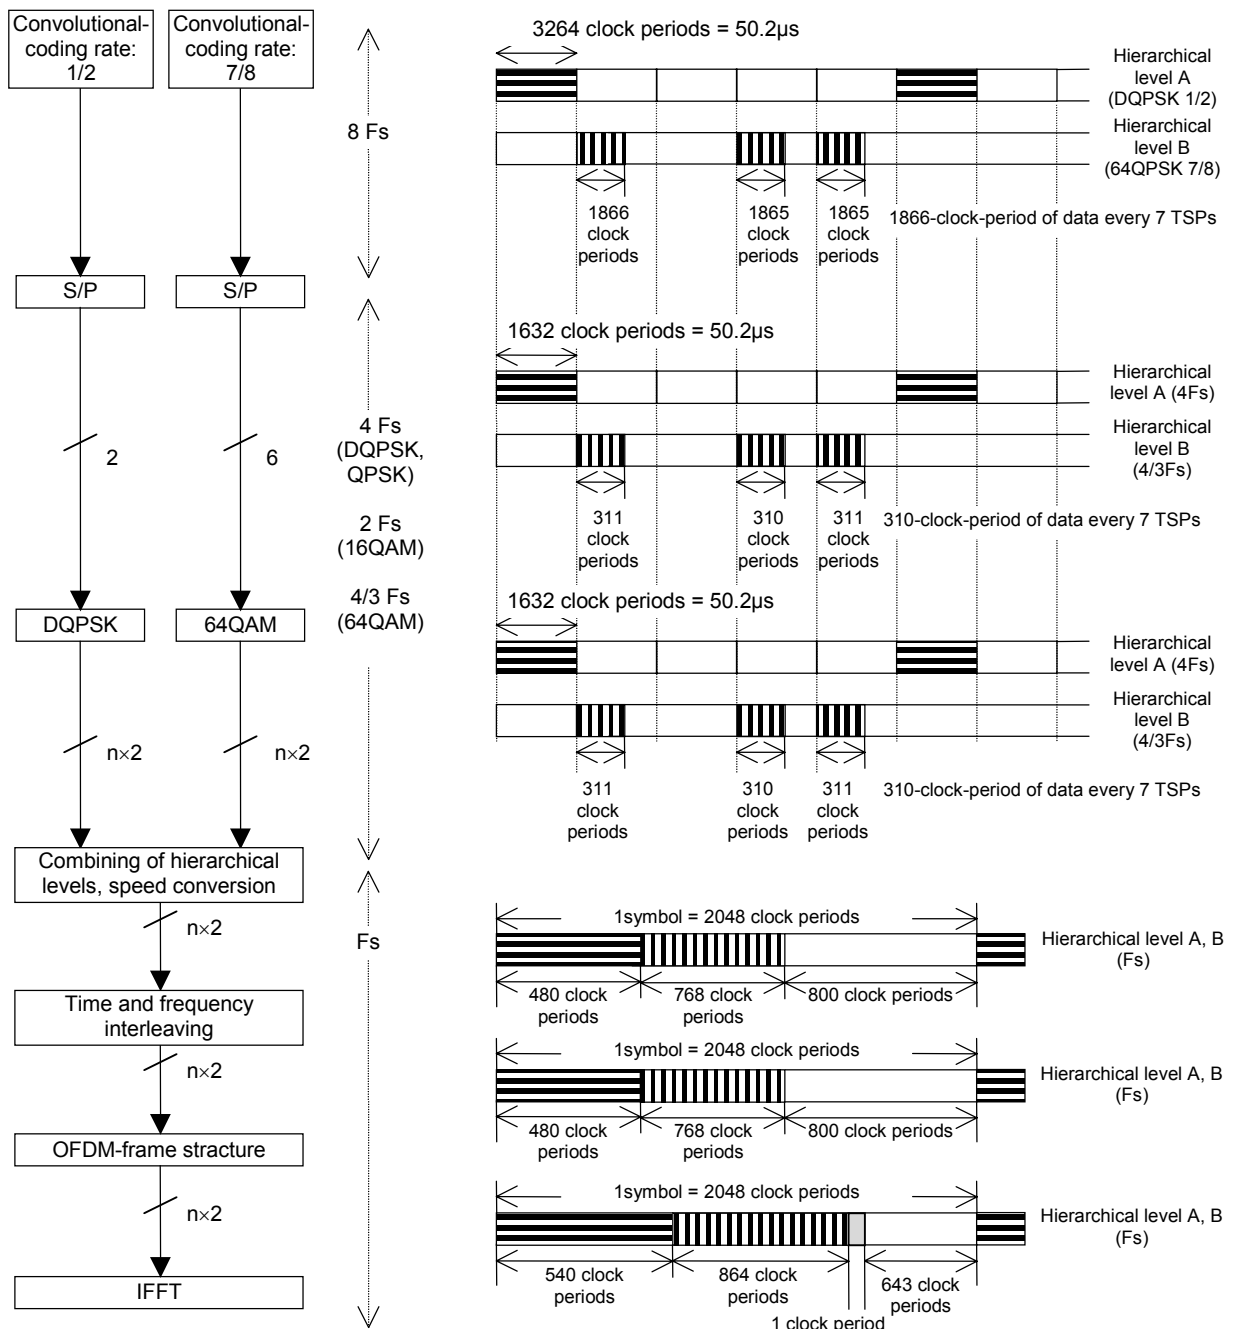 Convolutional-
coding rate:
1/2
Convolutional-
coding rate:
7/8
8 Fs
3264 clock periods = 50.2µs
Hierarchical
level A
(DQPSK 1/2)
Hierarchical
level B
(64QPSK 7/8)
1866
clock
periods
1865
clock
periods
1865
clock
periods
1866-clock-period of data every 7 TSPs
S/P
S/P
2
6
4 Fs
(DQPSK,
QPSK)
2 Fs
(16QAM)
4/3 Fs
(64QAM)
1632 clock periods = 50.2µs
Hierarchical
level A (4Fs)
Hierarchical
level B
(4/3Fs)
311
clock
periods
310
clock
periods
311
clock
periods
310-clock-period of data every 7 TSPs
DQPSK
64QAM
1632 clock periods = 50.2µs
Hierarchical
level A (4Fs)
Hierarchical
level B
(4/3Fs)
n×2
n×2
311
clock
periods
310
clock
periods
311
clock
periods
310-clock-period of data every 7 TSPs
Combining of hierarchical
levels, speed conversion
n×2
Fs
1symbol = 2048 clock periods
Hierarchical level A, B
(Fs)
480 clock
periods
768 clock
periods
800 clock periods
Time and frequency
interleaving
n×2
1symbol = 2048 clock periods
Hierarchical level A, B
(Fs)
480 clock
periods
768 clock
periods
800 clock periods
OFDM-frame stracture
n×2
1symbol = 2048 clock periods
Hierarchical level A, B
(Fs)
540 clock
periods
864 clock
periods
643 clock
periods
1 clock period
IFFT